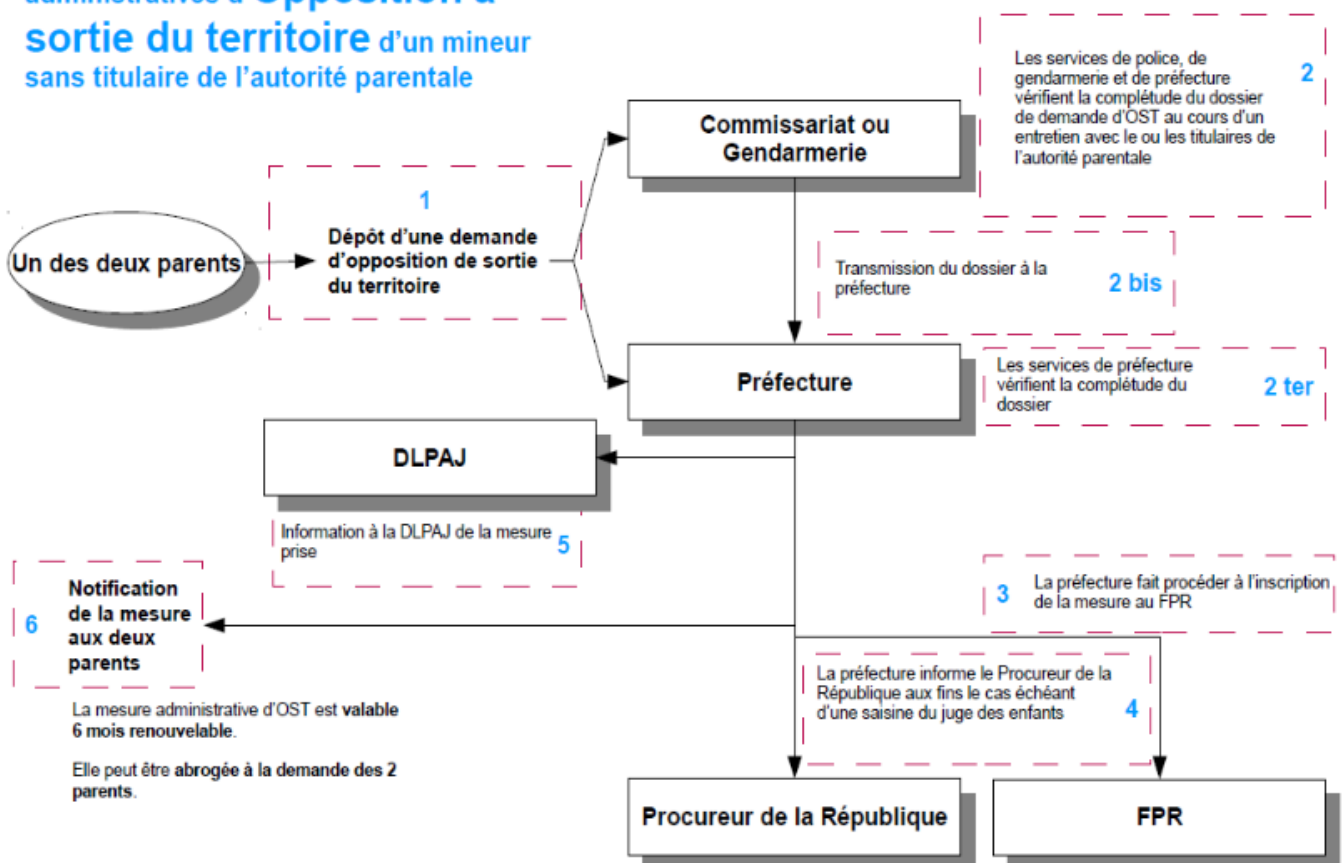 administratives d'Opposition à
sortie du territoire d'un mineur
sans titulaire de l'autorité parentale
Les services de police, de
gendarmerie et de préfecture
vérifient la complétude du dossier
de demande d'OST au cours d'un
entretien avec le ou les titulaires de
l'autorité parentale
2
Commissariat ou
Gendarmerie
1
Dépôt d'une demande
d'opposition de sortie
du territoire
Un des deux parents
Transmission du dossier à la
préfecture
2 bis
Préfecture
Les services de préfecture
vérifient la complétude du
dossier
2 ter
DLPAJ
Information à la DLPAJ de la mesure
prise
5
3
La préfecture fait procéder à l'inscription
de la mesure au FPR
6
Notification
de la mesure
aux deux
parents
La préfecture informe le Procureur de la
République aux fins le cas échéant
d'une saisine du juge des enfants
4
La mesure administrative d'OST est valable
6 mois renouvelable.
Elle peut être abrogée à la demande des 2
parents.
Procureur de la République
FPR